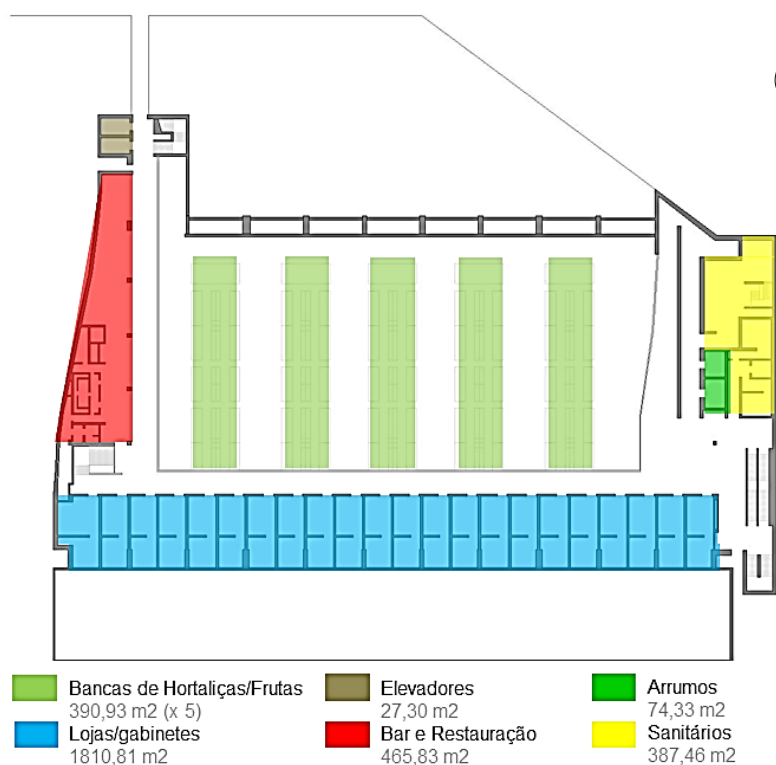 Bancas de Hortaliças/Frutas
390,93 m2 (x 5)
Elevadores
27,30 m2
Arrumos
74,33 m2
Lojas/gabinetes
1810,81 m2
Bar e Restauração
465,83 m2
Sanitários
387,46 m2